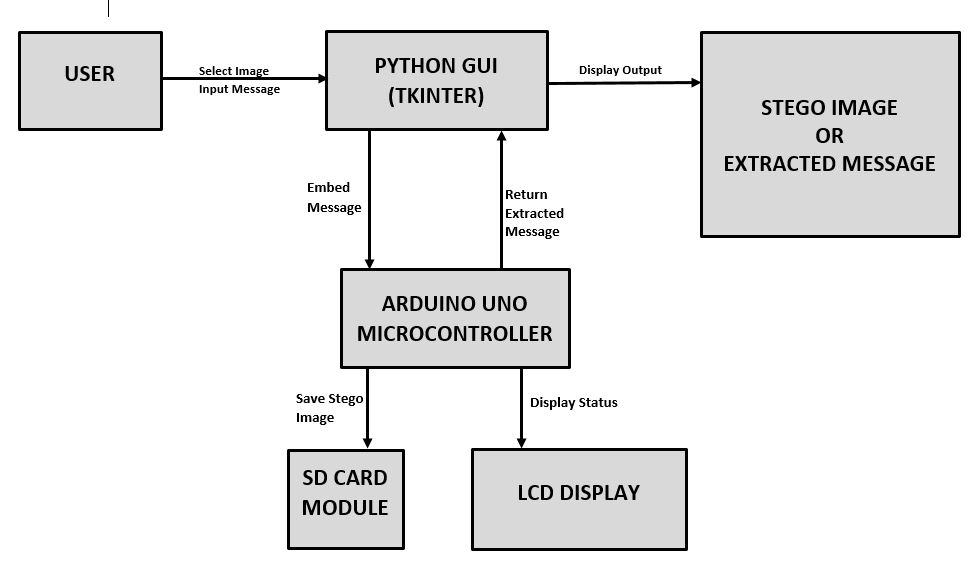 USER
Select Image
Input Message
PYTHON GUI
(TKINTER)
Display Output
STEGO IMAGE
OR
EXTRACTED MESSAGE
Embed
Message
Return
Extracted
Message
ARDUINO UNO
MICROCONTROLLER
Save Stego
Image
Display Status
SD CARD
MODULE
LCD DISPLAY